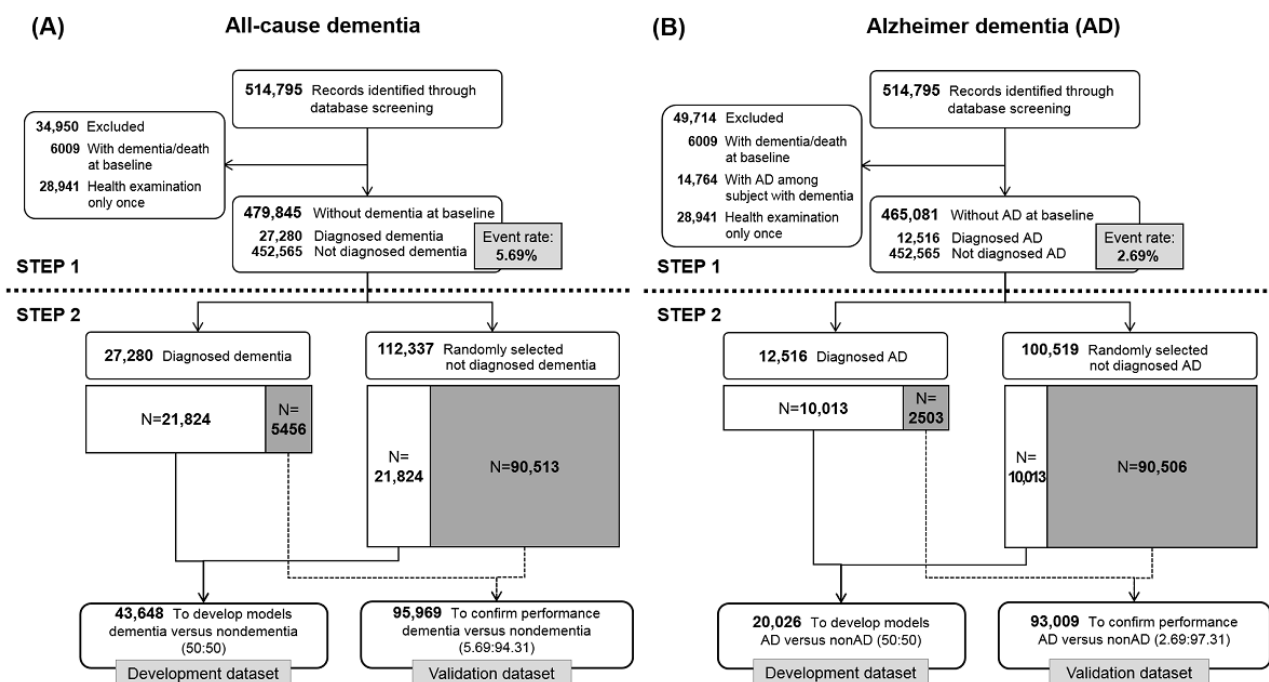 (A) All-cause dementia
514,795 Records identified through
database screening
34,950 Excluded
6009 With dementia/death
at baseline
28,941 Health examination
only once
479,845 Without dementia at baseline
27,280 Diagnosed dementia
452,565 Not diagnosed dementia
Event rate:
5.69%
STEP 1
STEP 2
27,280 Diagnosed dementia
112,337 Randomly selected
not diagnosed dementia
N=21,824
N=
5456
N=
21,824
N=90,513
43,648 To develop models
dementia versus nondementia
(50:50)
Development dataset
95,969 To confirm performance
dementia versus nondementia
(5.69:94.31)
Validation dataset
(B) Alzheimer dementia (AD)
514,795 Records identified through
database screening
49,714 Excluded
6009 With dementia/death
at baseline
14,764 With AD among
subject with dementia
28,941 Health examination
only once
465,081 Without AD at baseline
12,516 Diagnosed AD
452,565 Not diagnosed AD
Event rate:
2.69%
STEP 1
STEP 2
12,516 Diagnosed AD
100,519 Randomly selected
not diagnosed AD
N=10,013
N=
2503
N=
10,013
N=90,506
20,026 To develop models
AD versus nonAD (50:50)
Development dataset
93,009 To confirm performance
AD versus nonAD (2.69:97.31)
Validation dataset